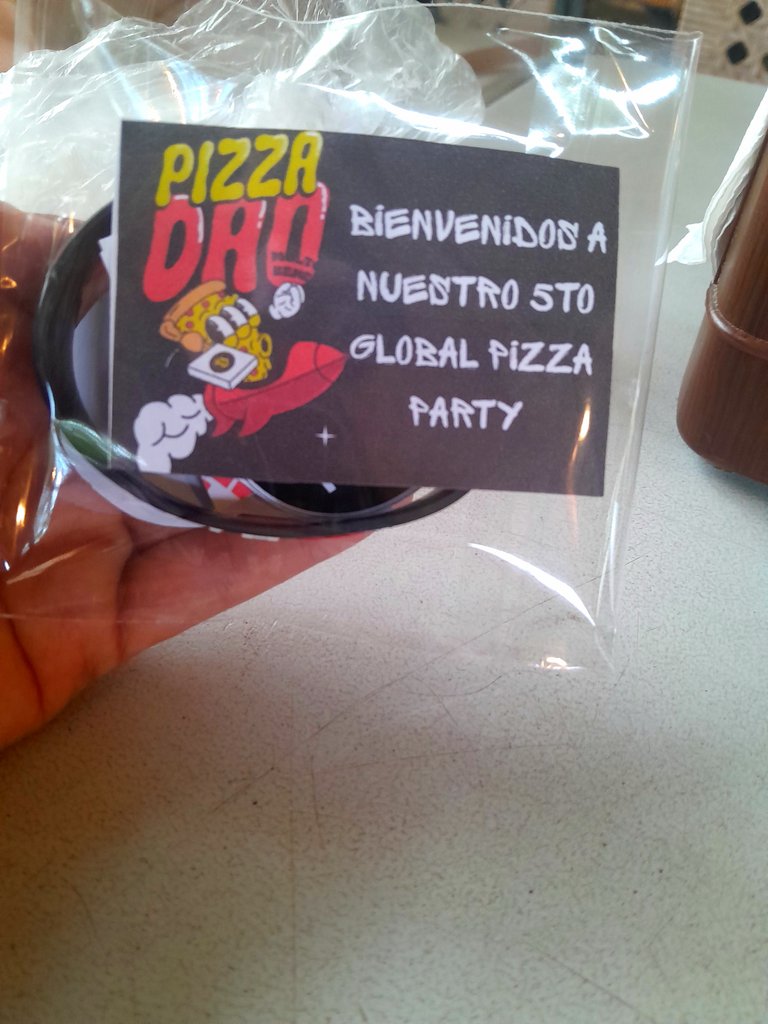 PIZZA
DAO
BIENVENIDOS A
NUESTRO 5TO
GLOBAL PIZZA
PARTY